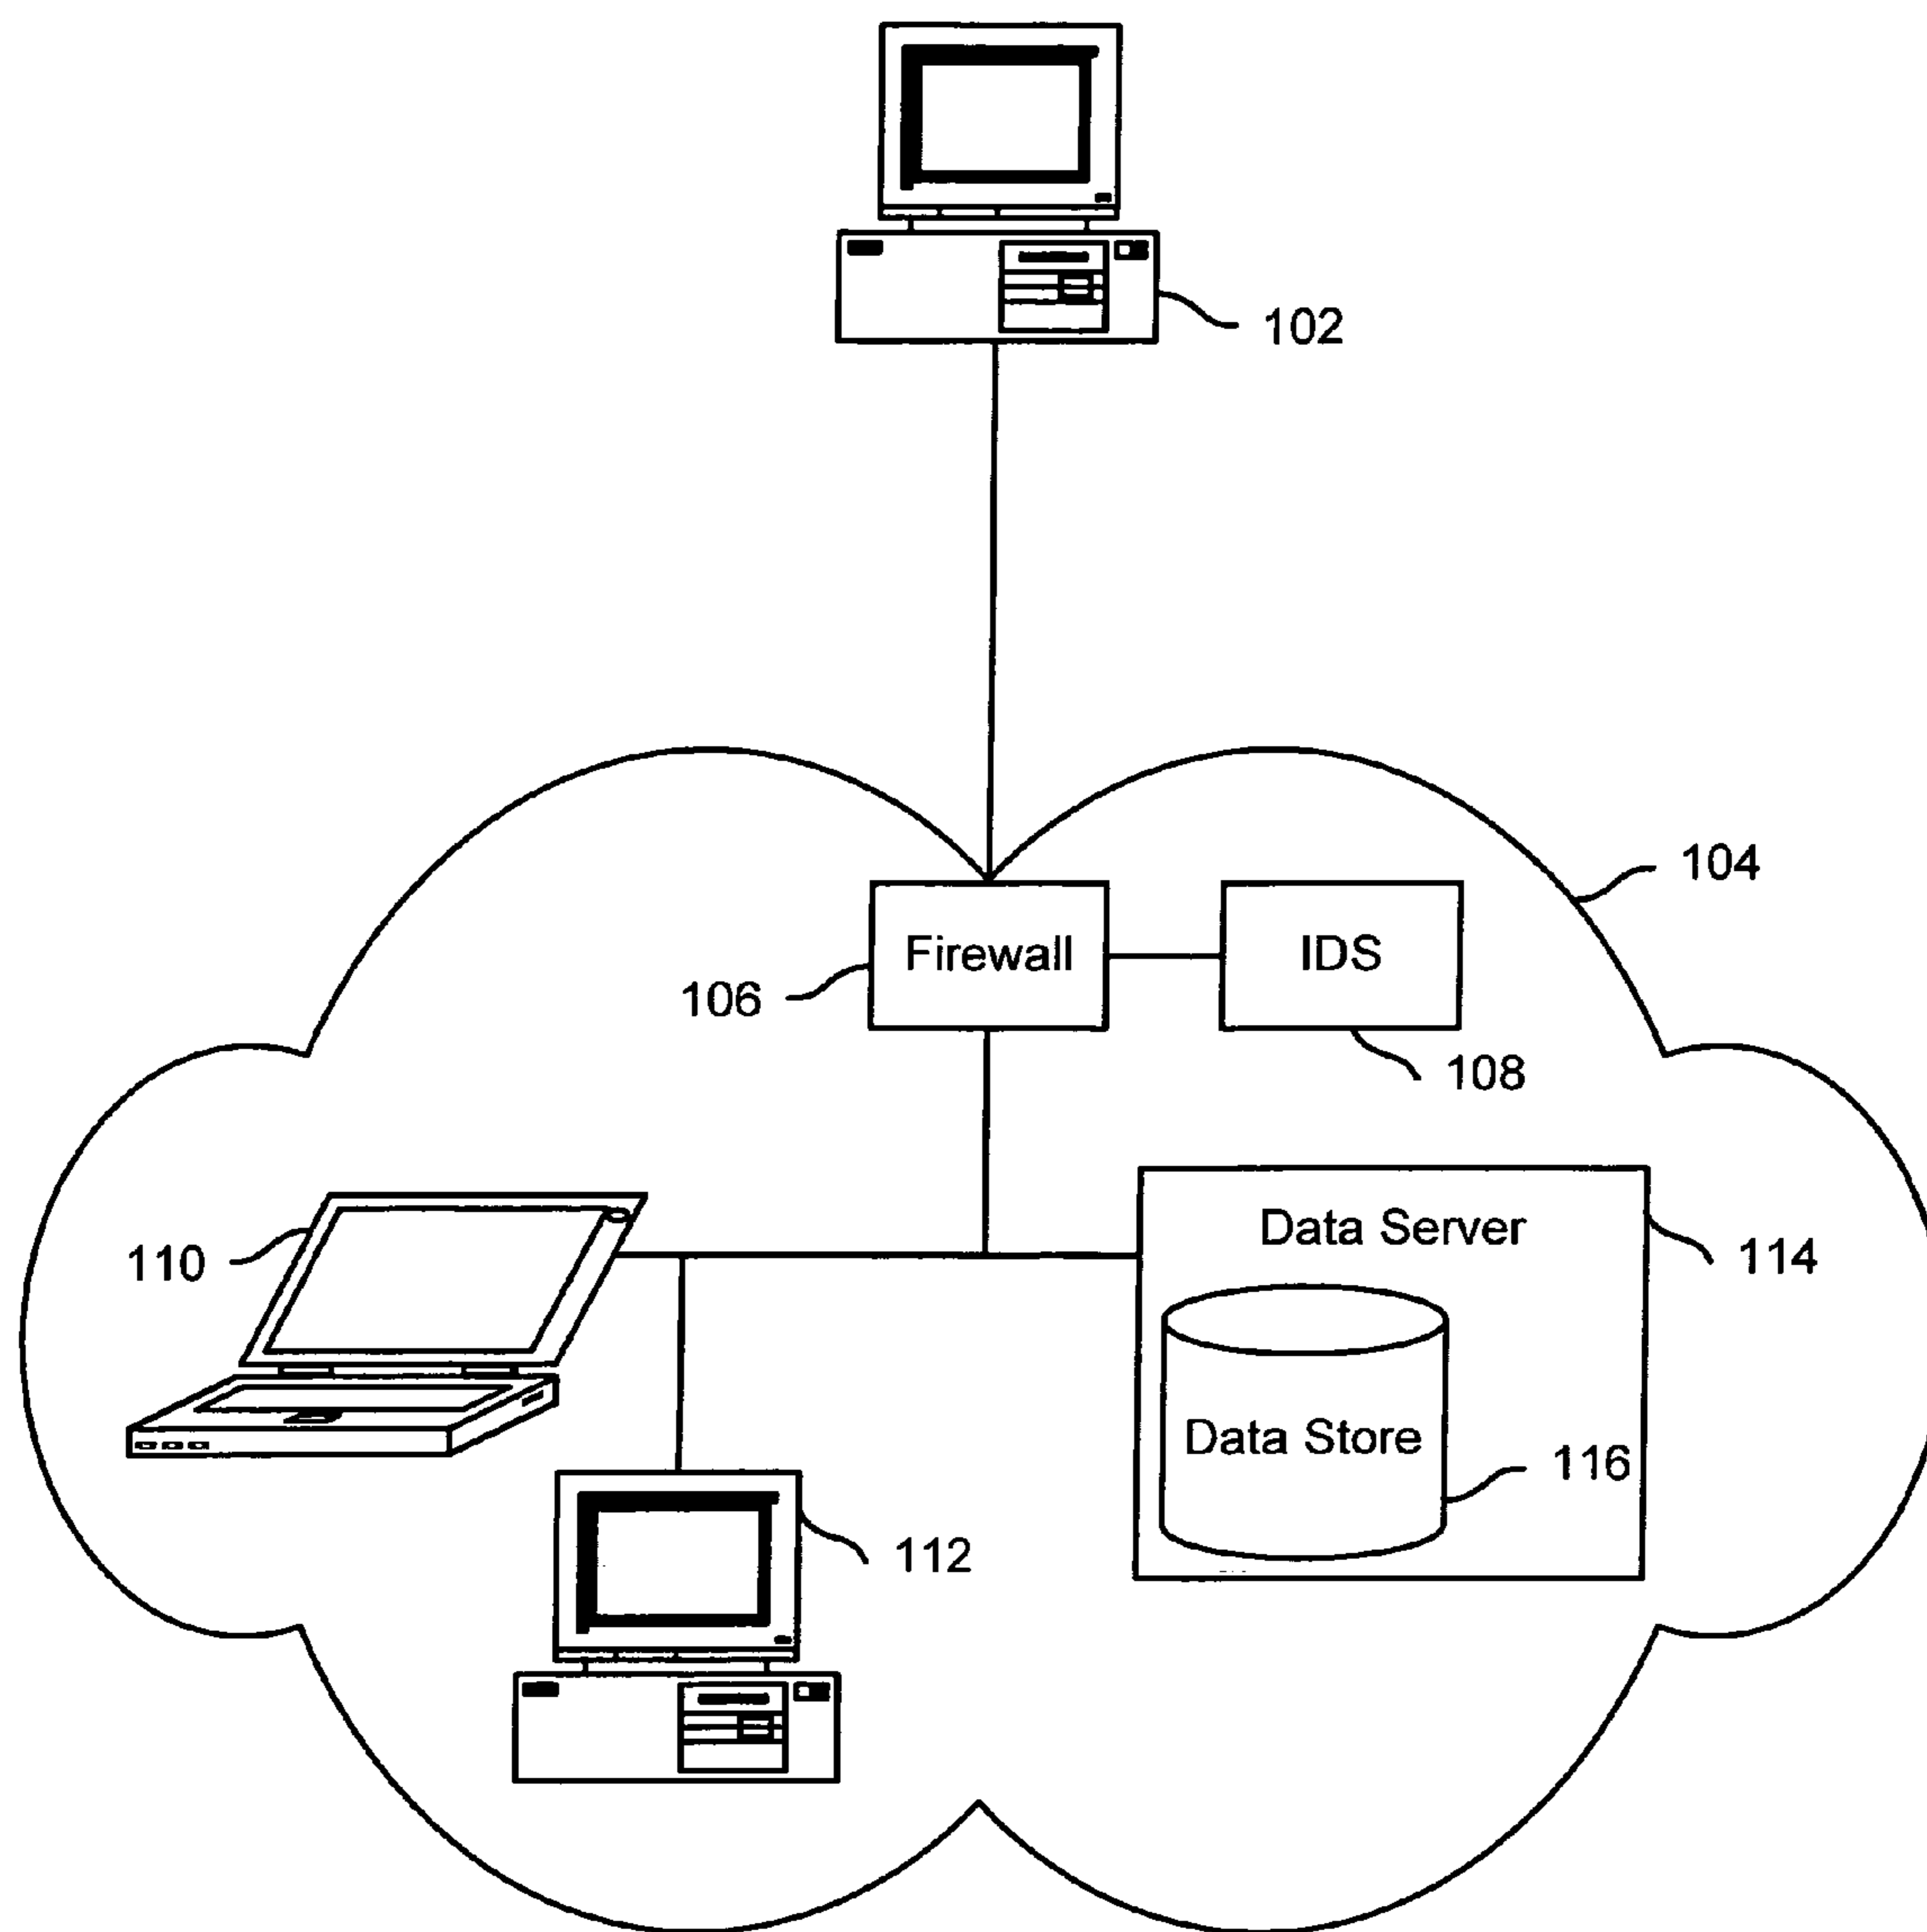 102
104
Firewall
IDS
106
108
Data Server
110
114
Data Store
116
112